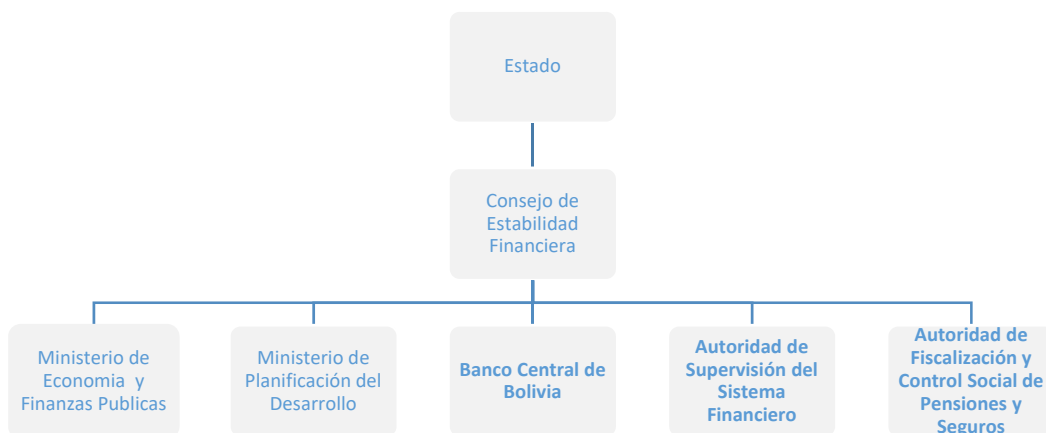 Estado
Consejo de
Estabilidad
Financiera
Ministerio de
Economia y
Finanzas Publicas
Ministerio de
Planificación del
Desarrollo
Banco Central de
Bolivia
Autoridad de
Supervisión del
Sistema
Financiero
Autoridad de
Fiscalización y
Control Social de
Pensiones y
Seguros